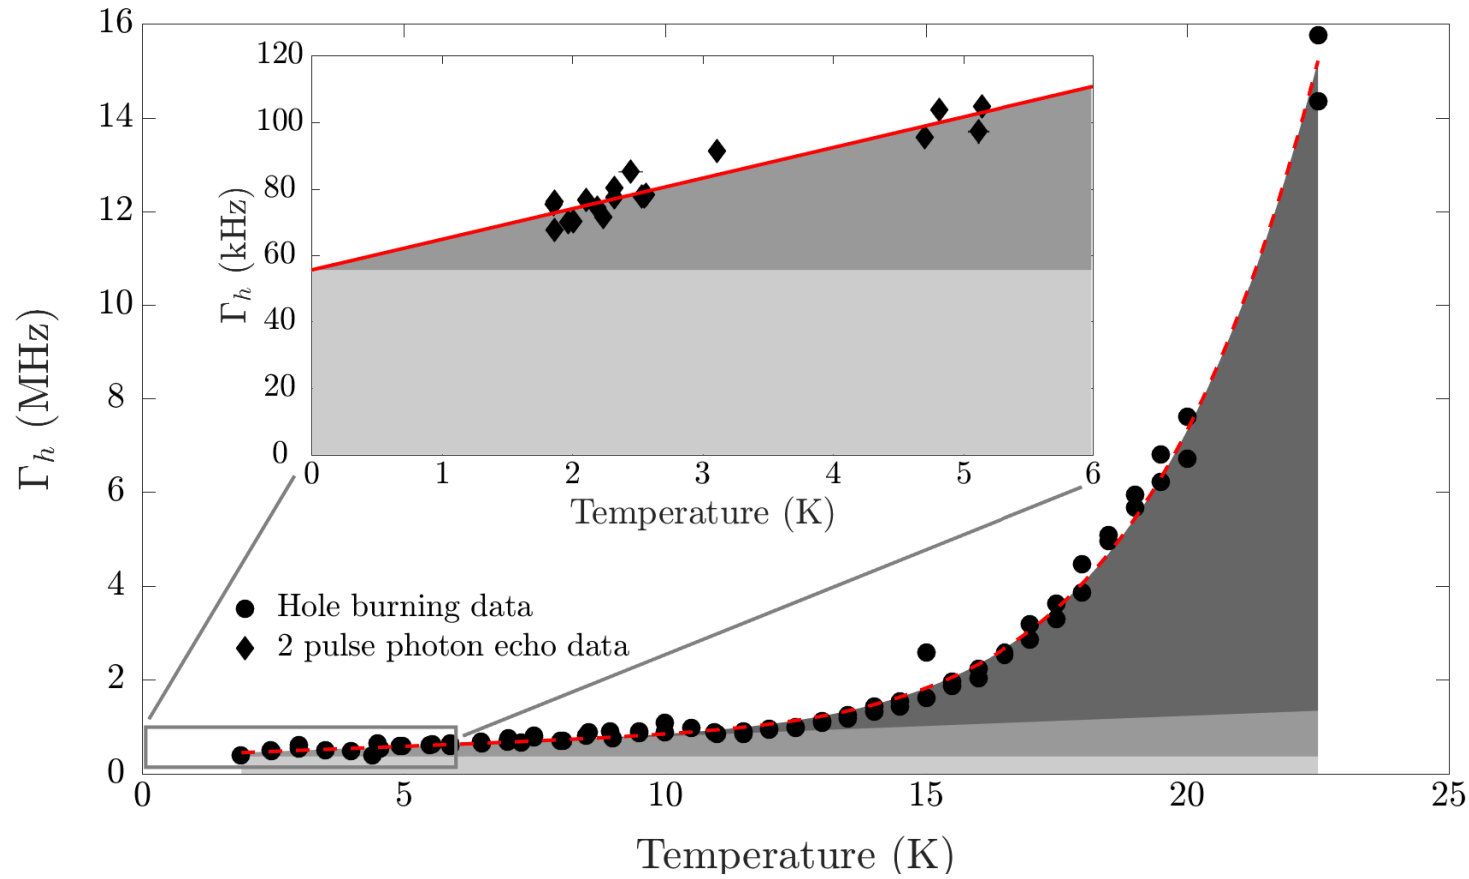 16
14
12
10
8
6
4
2
0
Γh (MHz)
0 5 10 15 20 25
Temperature (K)
120
100
80
60
40
20
0
Γh (kHz)
0 1 2 3 4 5 6
Temperature (K)
Hole burning data
2 pulse photon echo data